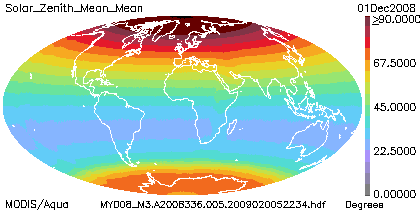 Solar_Zenith_Mean_Mean 01Dec2008
≥90.0000
67.5000
45.0000
22.5000
0.00000
MODIS/Aqua MYD08_M3.A2008336.005.2009020052234.hdf Degrees